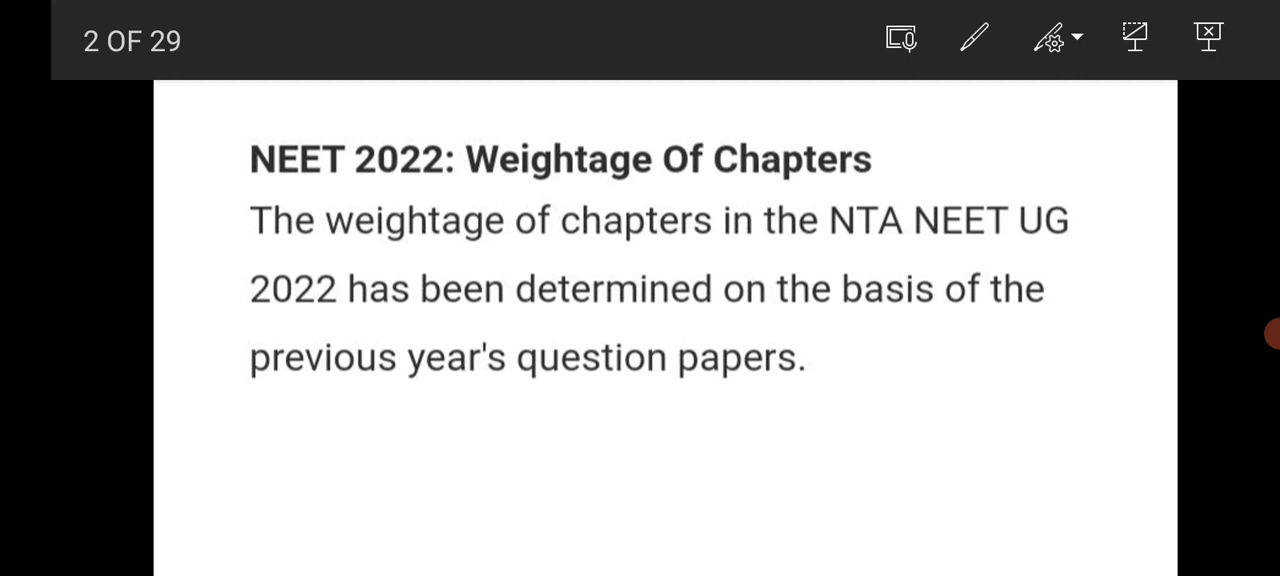 2 OF 29
NEET 2022: Weightage Of Chapters
The weightage of chapters in the NTA NEET UG
2022 has been determined on the basis of the
previous year's question papers.